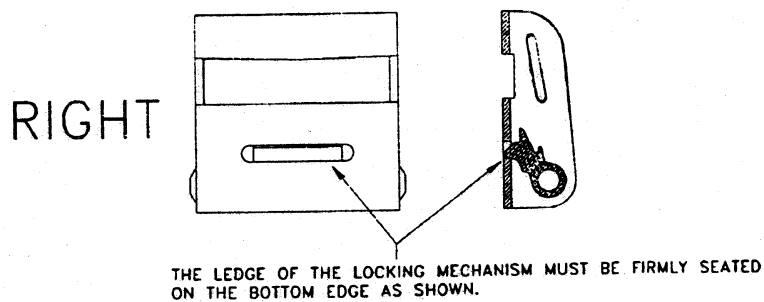 RIGHT
THE LEDGE OF THE LOCKING MECHANISM MUST BE FIRMLY SEATED
ON THE BOTTOM EDGE AS SHOWN.